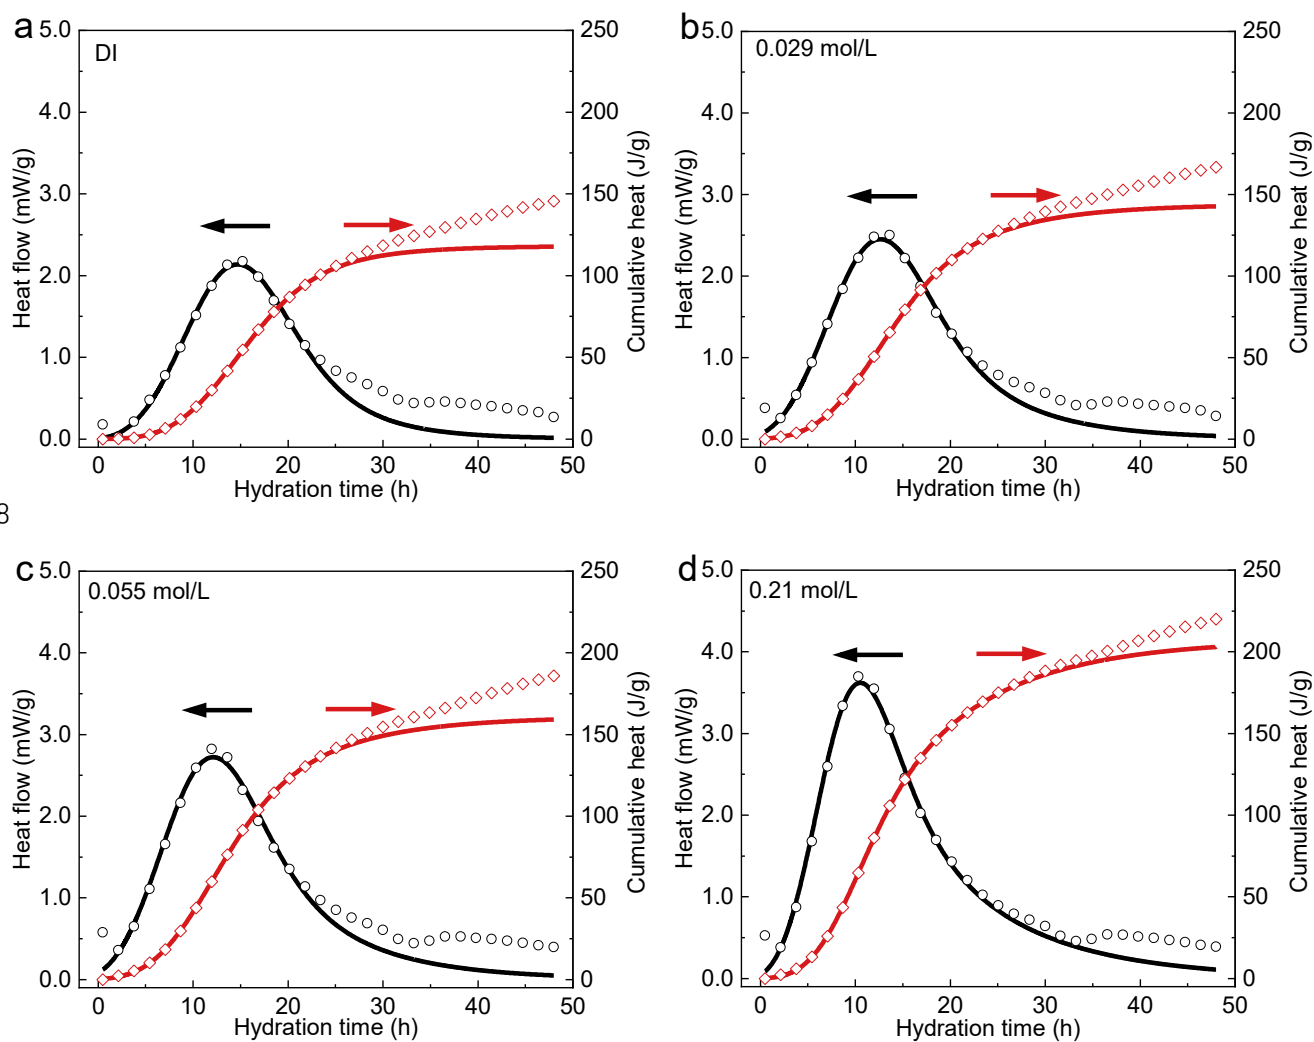 a
DI
5.0
4.0
3.0
2.0
1.0
0.0
250
200
150
100
50
0
0 10 20 30 40 50
Heat flow (mW/g)
Cumulative heat (J/g)
Hydration time (h)
b
0.029 mol/L
5.0
4.0
3.0
2.0
1.0
0.0
250
200
150
100
50
0
0 10 20 30 40 50
Heat flow (mW/g)
Cumulative heat (J/g)
Hydration time (h)
8
c
0.055 mol/L
5.0
4.0
3.0
2.0
1.0
0.0
250
200
150
100
50
0
0 10 20 30 40 50
Heat flow (mW/g)
Cumulative heat (J/g)
Hydration time (h)
d
0.21 mol/L
5.0
4.0
3.0
2.0
1.0
0.0
250
200
150
100
50
0
0 10 20 30 40 50
Heat flow (mW/g)
Cumulative heat (J/g)
Hydration time (h)